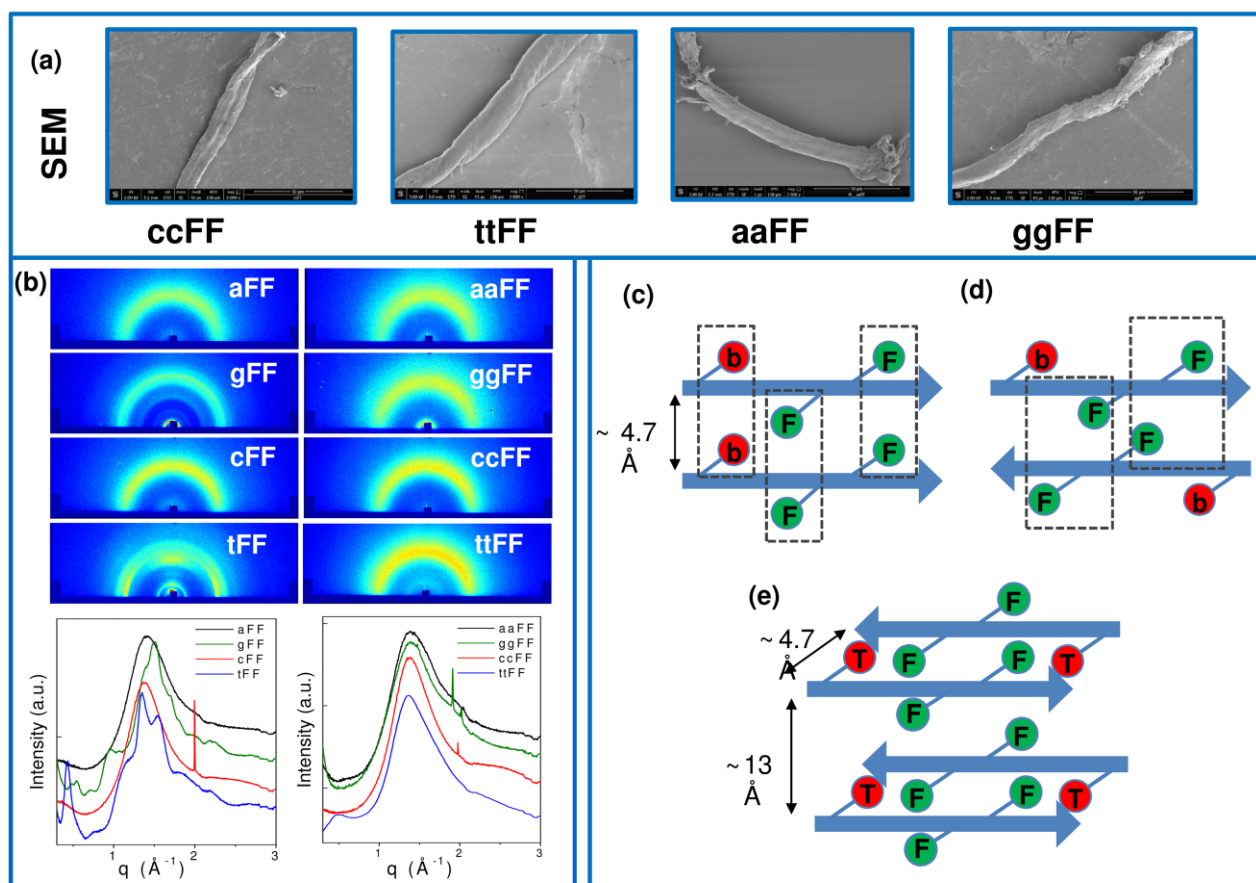 (a)
SEM
ccFF
ttFF
aaFF
ggFF
(b)
aFF
aaFF
gFF
ggFF
cFF
ccFF
tFF
ttFF
Intensity (a.u.)
aFF
gFF
cFF
tFF
1
2
3
q (Å⁻¹)
Intensity (a.u.)
aaFF
ggFF
ccFF
ttFF
1
2
3
q (Å⁻¹)
(c)
b
F
~ 4.7
Å
b
F
F
F
(d)
b
F
F
F
F
b
(e)
F
~ 4.7
Å
T
F
F
T
F
~ 13
Å
F
T
F
F
T
F